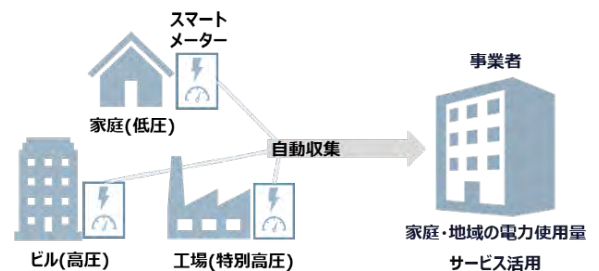 スマート
メーター
家庭(低圧)
自動収集
ビル(高圧)
工場(特別高圧)
事業者
家庭・地域の電力使用量
サービス活用